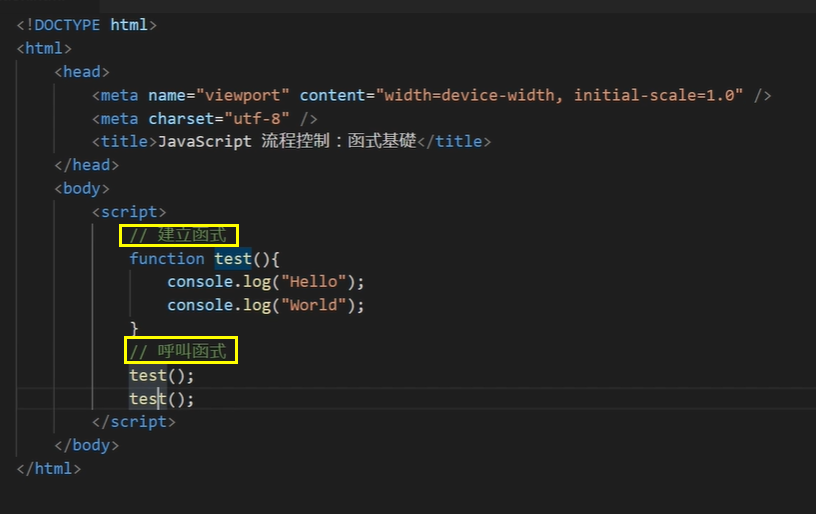 <!DOCTYPE html>
<html>
<head>
<meta name="viewport" content="width=device-width, initial-scale=1.0" />
<meta charset="utf-8" />
<title>JavaScript 流程控制：函式基礎</title>
</head>
<body>
<script>
// 建立函式
function test(){
console.log("Hello");
console.log("World");
}
// 呼叫函式
test();
test();
</script>
</body>
</html>